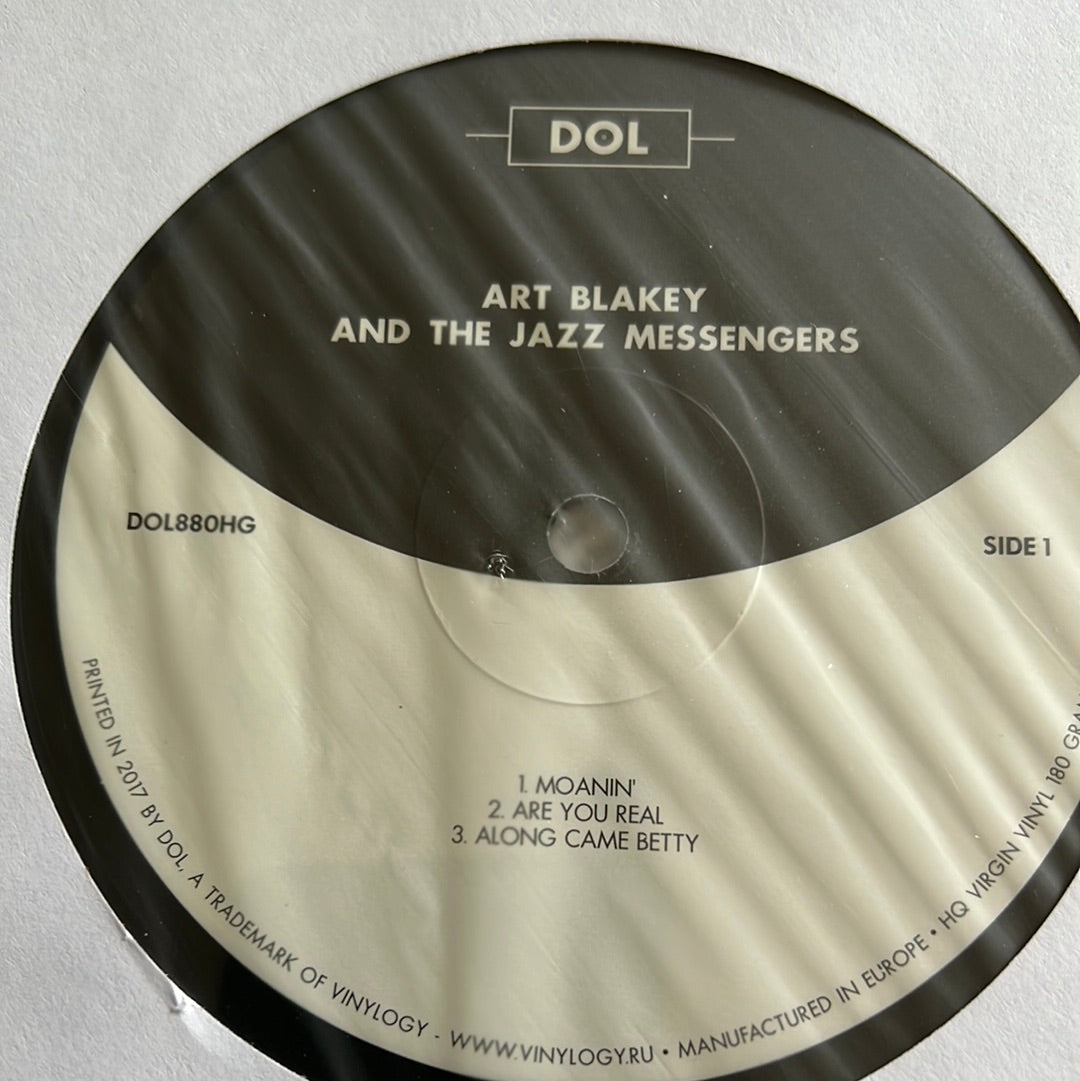 DOL
ART BLAKEY
AND THE JAZZ MESSENGERS
DOL880HG
SIDE 1
1. MOANIN'
2. ARE YOU REAL
3. ALONG CAME BETTY
PRINTED IN 2017 BY DOL, A TRADEMARK OF VINYLOGY - WWW.VINYLOGY.RU • MANUFACTURED IN EUROPE • HQ VIRGIN VINYL 180